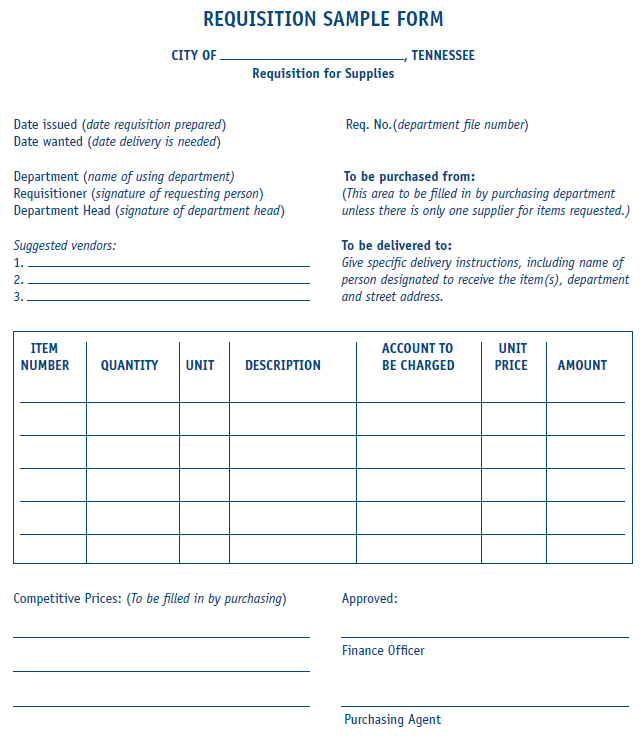 REQUISITION SAMPLE FORM
CITY OF ____________________, TENNESSEE
Requisition for Supplies
Date issued (date requisition prepared)
Req. No.(department file number)
Date wanted (date delivery is needed)
Department (name of using department)
Requisitioner (signature of requesting person)
Department Head (signature of department head)
To be purchased from:
(This area to be filled in by purchasing department
unless there is only one supplier for items requested.)
Suggested vendors:
1.
2.
3.
To be delivered to:
Give specific delivery instructions, including name of
person designated to receive the item(s), department
and street address.
ITEM NUMBER
QUANTITY
UNIT
DESCRIPTION
ACCOUNT TO BE CHARGED
UNIT PRICE
AMOUNT
Competitive Prices: (To be filled in by purchasing)
Approved:
Finance Officer
Purchasing Agent